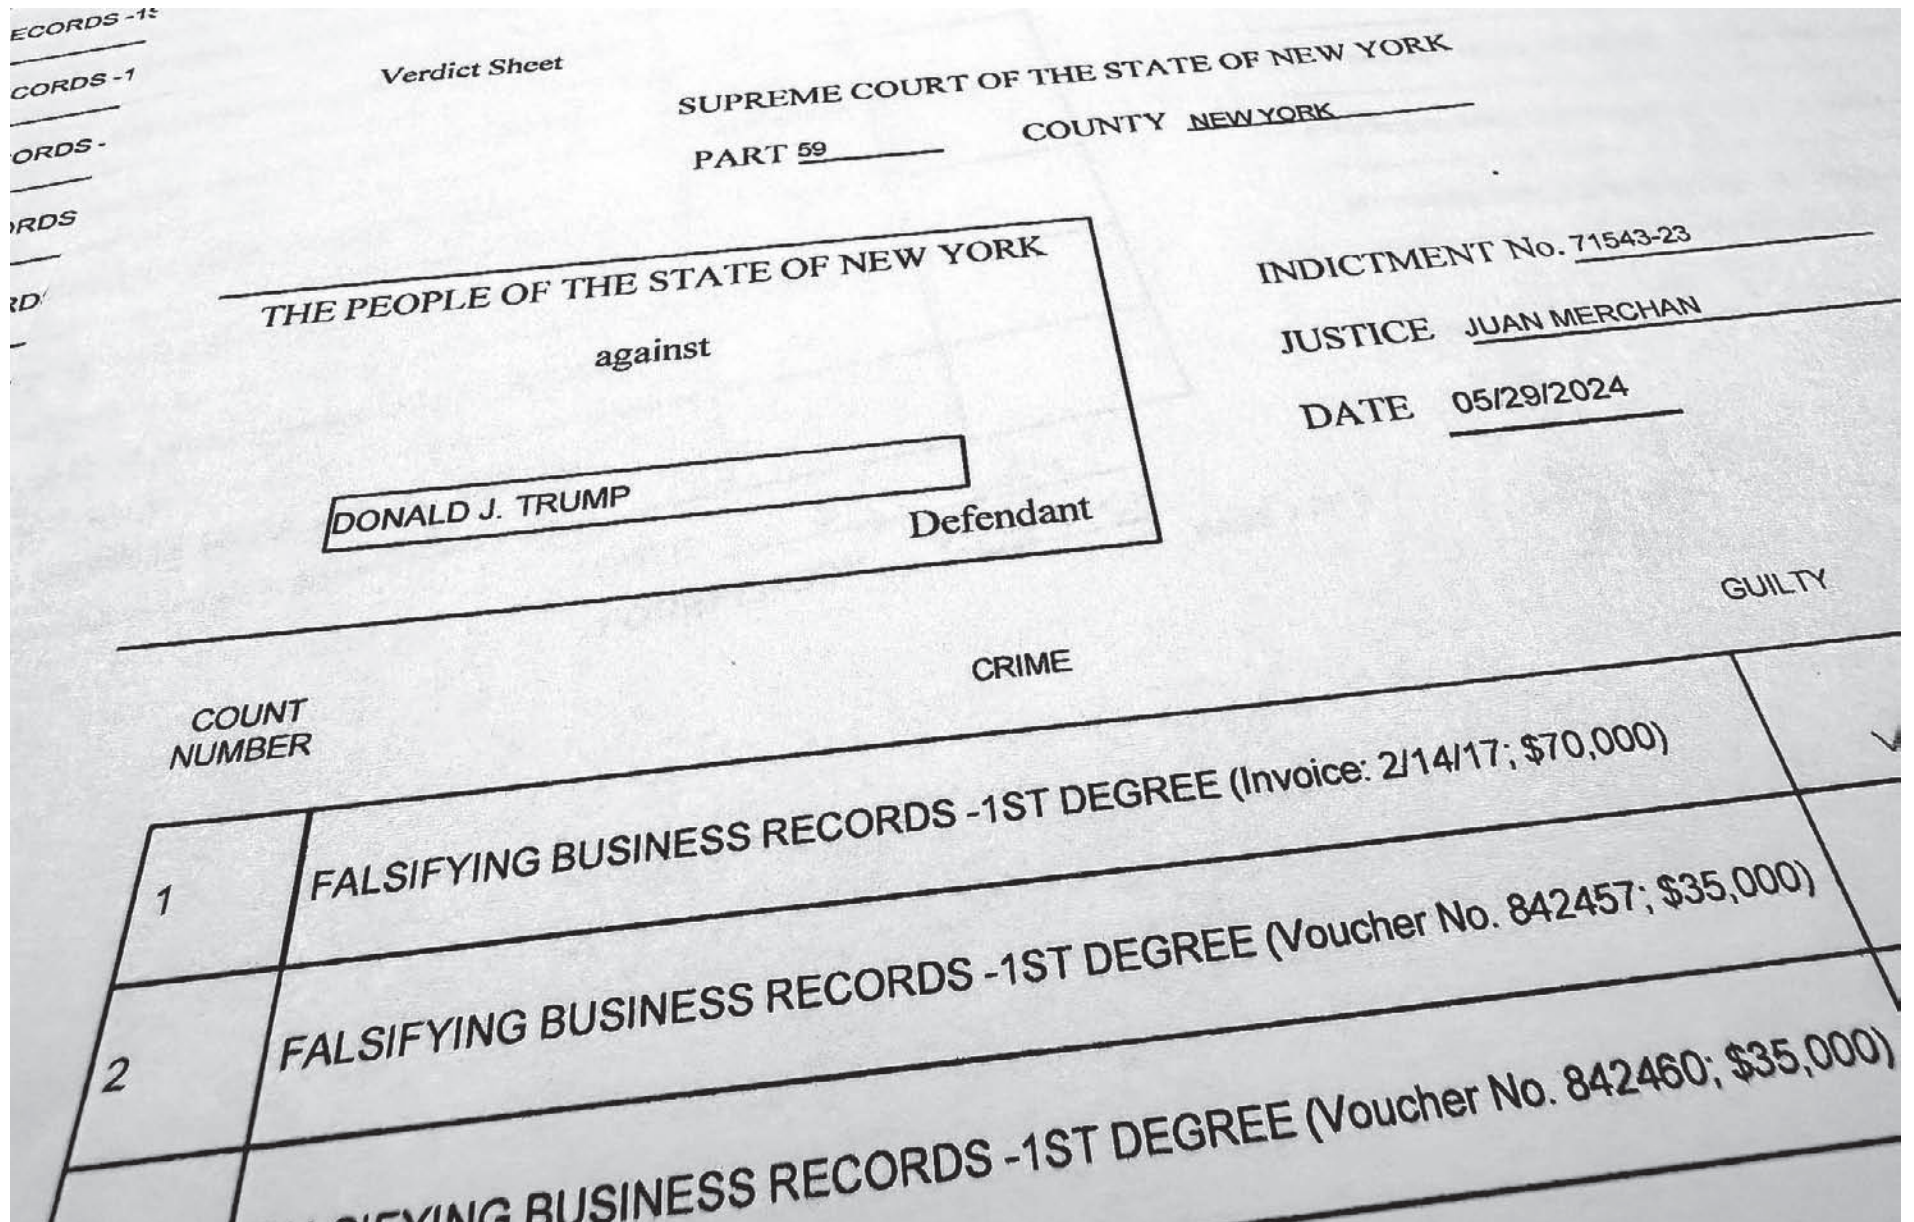 ECORDS -1
CORDS -1
ORDS -
RDS
RD
Verdict Sheet
SUPREME COURT OF THE STATE OF NEW YORK
PART 59 COUNTY NEW YORK
THE PEOPLE OF THE STATE OF NEW YORK
against
DONALD J. TRUMP
Defendant
INDICTMENT No. 71543-23
JUSTICE JUAN MERCHAN
DATE 05/29/2024
COUNT
NUMBER
CRIME
GUILTY
1 FALSIFYING BUSINESS RECORDS -1ST DEGREE (Invoice: 2/14/17; $70,000)
2 FALSIFYING BUSINESS RECORDS -1ST DEGREE (Voucher No. 842457; $35,000)
SIFYING BUSINESS RECORDS -1ST DEGREE (Voucher No. 842460; $35,000)